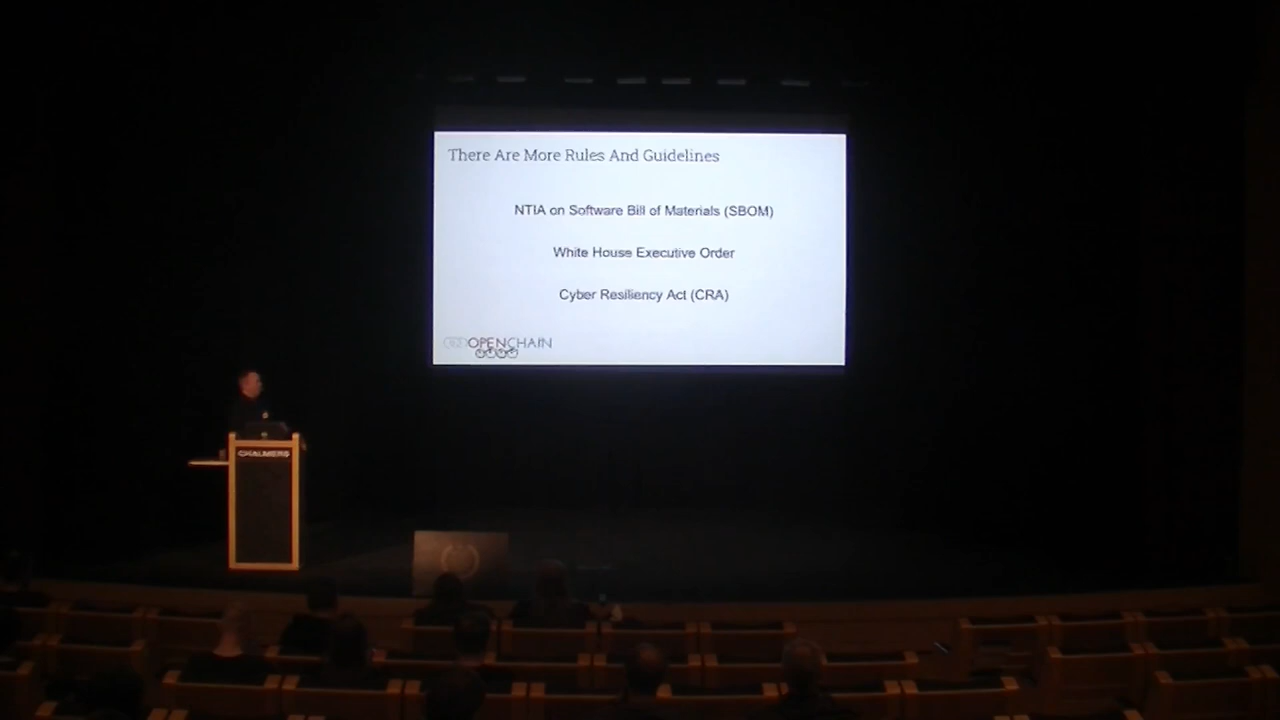 There Are More Rules And Guidelines
NTIA on Software Bill of Materials (SBOM)
White House Executive Order
Cyber Resiliency Act (CRA)
OPENCHAIN
CHALMERS